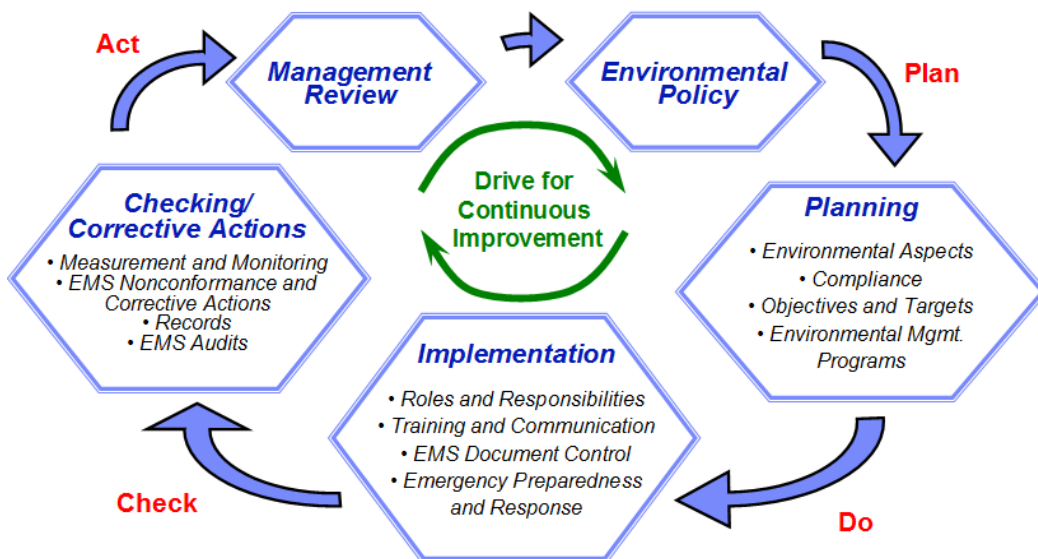 Act
Management
Review
Environmental
Policy
Plan
Drive for
Continuous
Improvement
Checking/
Corrective Actions
• Measurement and Monitoring
• EMS Nonconformance and
Corrective Actions
• Records
• EMS Audits
Planning
• Environmental Aspects
• Compliance
• Objectives and Targets
• Environmental Mgmt.
Programs
Implementation
• Roles and Responsibilities
• Training and Communication
• EMS Document Control
• Emergency Preparedness
and Response
Check
Do